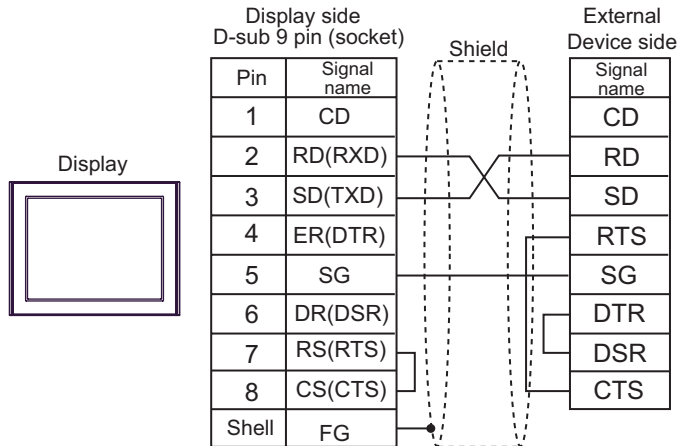 Display side
D-sub 9 pin (socket)
External
Device side
Shield
Pin
Signal
name
Signal
name
1 CD
CD
2 RD(RXD)
RD
Display
3 SD(TXD)
SD
4 ER(DTR)
RTS
5 SG
SG
6 DR(DSR)
DTR
7 RS(RTS)
DSR
8 CS(CTS)
CTS
Shell FG